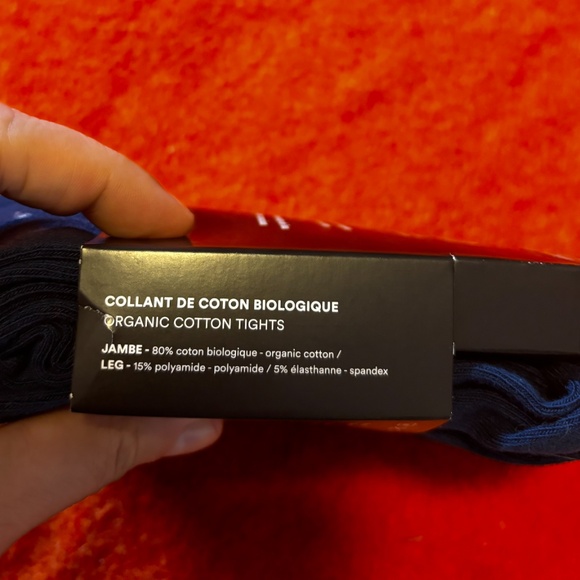 COLLANT DE COTON BIOLOGIQUE
ORGANIC COTTON TIGHTS
JAMBE - 80% coton biologique - organic cotton /
LEG - 15% polyamide - polyamide / 5% élasthanne - spandex